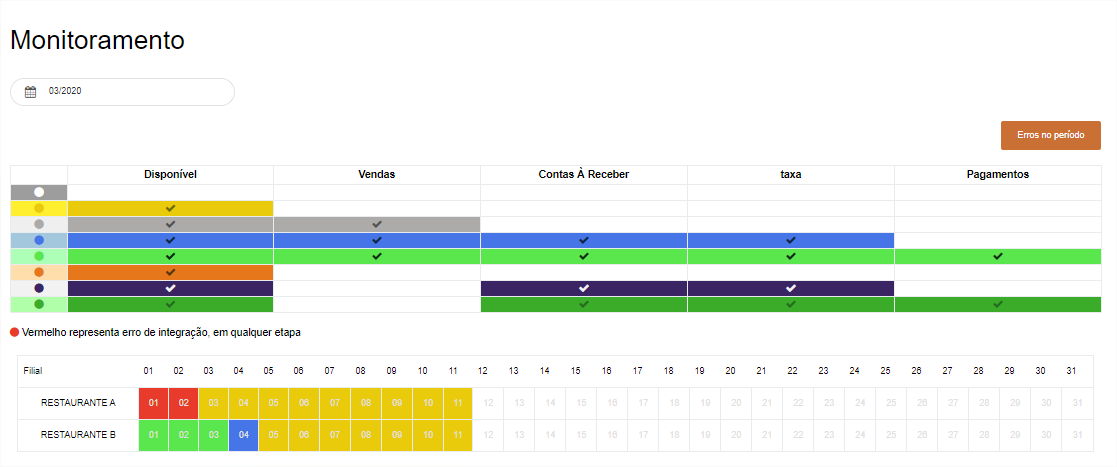 Monitoramento
03/2020
Erros no período
Disponível Vendas Contas À Receber taxa Pagamentos
Vermelho representa erro de integração, em qualquer etapa
Filial 01 02 03 04 05 06 07 08 09 10 11 12 13 14 15 16 17 18 19 20 21 22 23 24 25 26 27 28 29 30 31
RESTAURANTE A 01 02 03 04 05 06 07 08 09 10 11 12 13 14 15 16 17 18 19 20 21 22 23 24 25 26 27 28 29 30 31
RESTAURANTE B 01 02 03 04 05 06 07 08 09 10 11 12 13 14 15 16 17 18 19 20 21 22 23 24 25 26 27 28 29 30 31